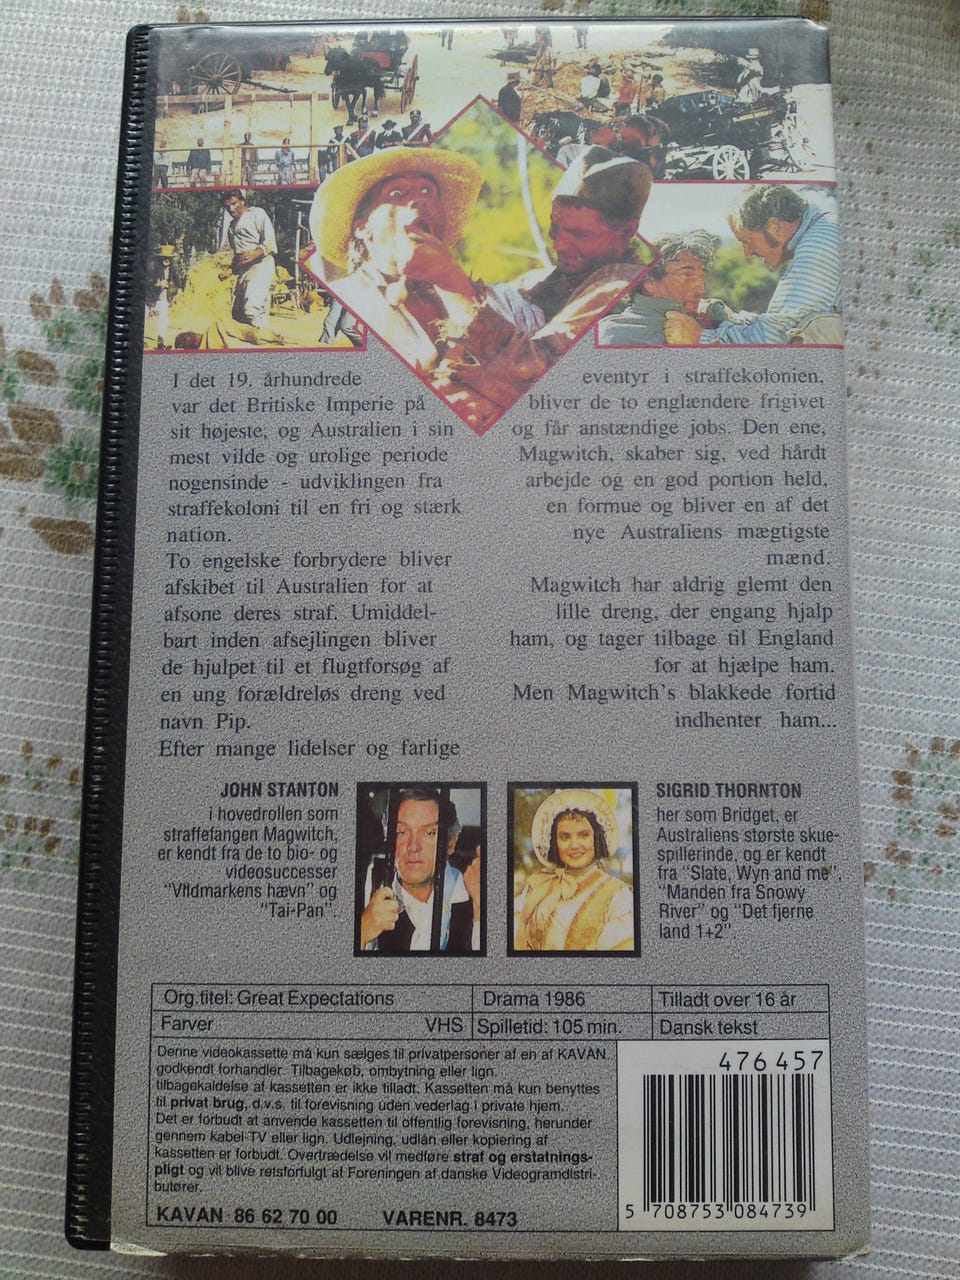 I det 19. århundrede
var det Britiske Imperie på
sit højeste, og Australien i sin
mest vilde og urolige periode
nogensinde - udviklingen fra
straffekoloni til en fri og stærk
nation.
To engelske forbrydere bliver
afskibet til Australien for at
afsone deres straf. Umiddel-
bart inden afsejlingen bliver
de hjulpet til et flugtforsøg af
en ung forældreløs dreng ved
navn Pip.
Efter mange lidelser og farlige
eventyr i straffekolonien,
bliver de to englændere frigivet
og får anstændige jobs. Den ene,
Magwitch, skaber sig, ved hårdt
arbejde og en god portion held,
en formue og bliver en af det
nye Australiens mægtigste
mænd.
Magwitch har aldrig glemt den
lille dreng, der engang hjalp
ham, og tager tilbage til England
for at hjælpe ham.
Men Magwitch's blakkede fortid
indhenter ham...
JOHN STANTON
i hovedrollen som
straffefangen Magwitch,
er kendt fra de to bio- og
videosuccesser
"Vildmarkens hævn" og
"Tai-Pan".
SIGRID THORNTON
her som Bridget, er
Australiens største skue-
spillerinde, og er kendt
fra "Slate, Wyn and me",
"Manden fra Snowy
River" og "Det fjerne
land 1+2".
Org.titel: Great Expectations
Drama 1986
Tilladt over 16 år
Farver VHS
Spilletid: 105 min.
Dansk tekst
Denne videokassette må kun sælges til privatpersoner af en af KAVAN
godkendt forhandler. Tilbagekøb, ombytning eller lign.
tilbagekaldelse af kassetten er ikke tilladt. Kassetten må kun benyttes
til privat brug, d.v.s. til forevisning uden vederlag i private hjem.
Det er forbudt at anvende kassetten til offentlig forevisning, herunder
gennem kabel-TV eller lign. Udlejning, udlån eller kopiering af
kassetten er forbudt. Overtrædelse vil medføre straf og erstatnings-
pligt og vil blive retsforfulgt af Foreningen af danske Videogramdistri-
butører.
KAVAN 86 62 70 00 VARENR. 8473
476 457
5 708753 084739